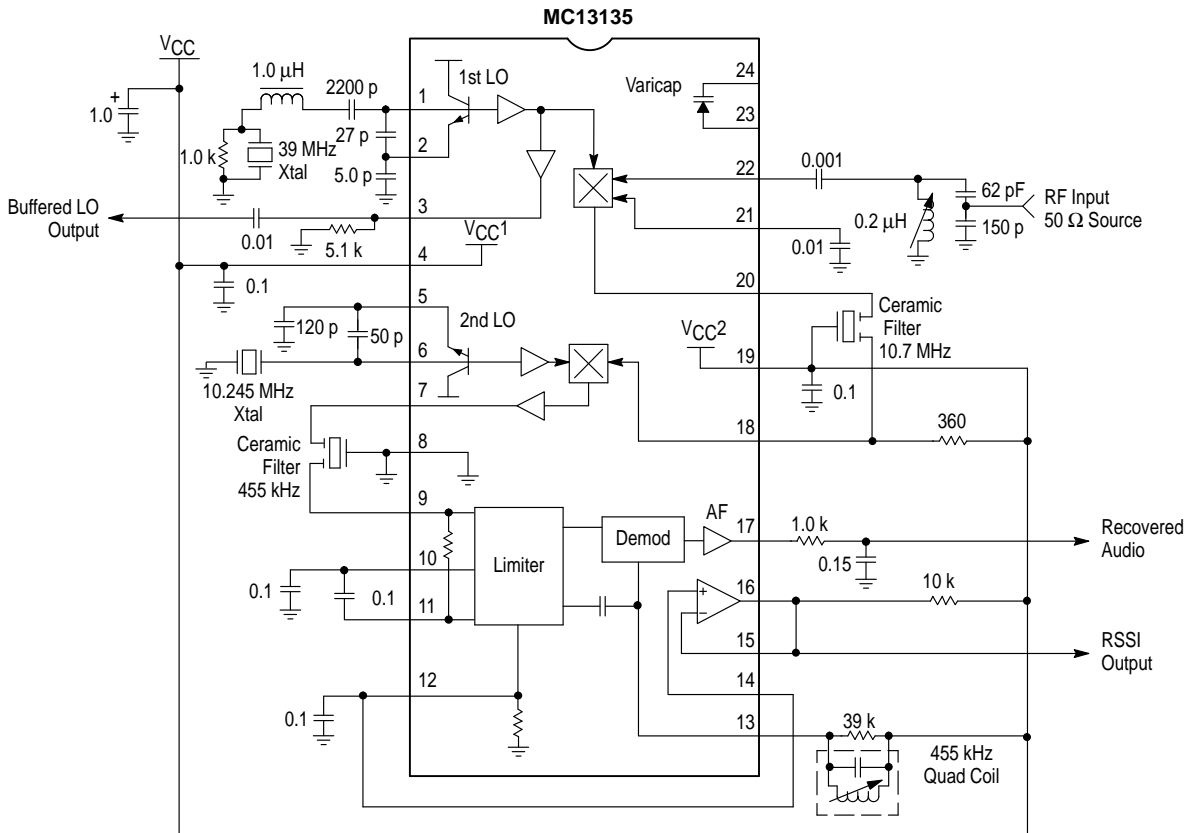 MC13135
VCC
1.0 µH
2200 p
1
1st LO
24
Varicap
23
+
1.0
27 p
2
1.0 k
39 MHz
Xtal
5.0 p
22
0.001
62 pF
RF Input
50 Ω Source
0.2 µH
150 p
Buffered LO
Output
3
0.01
5.1 k
21
0.01
VCC1
4
0.1
20
Ceramic
Filter
10.7 MHz
5
2nd LO
120 p
50 p
VCC2
6
19
0.1
10.245 MHz
Xtal
7
18
360
Ceramic
Filter
455 kHz
8
9
AF
17
1.0 k
Recovered
Audio
Demod
0.15
Limiter
10
0.1
0.1
11
16
10 k
+
−
15
RSSI
Output
14
12
0.1
13
39 k
455 kHz
Quad Coil